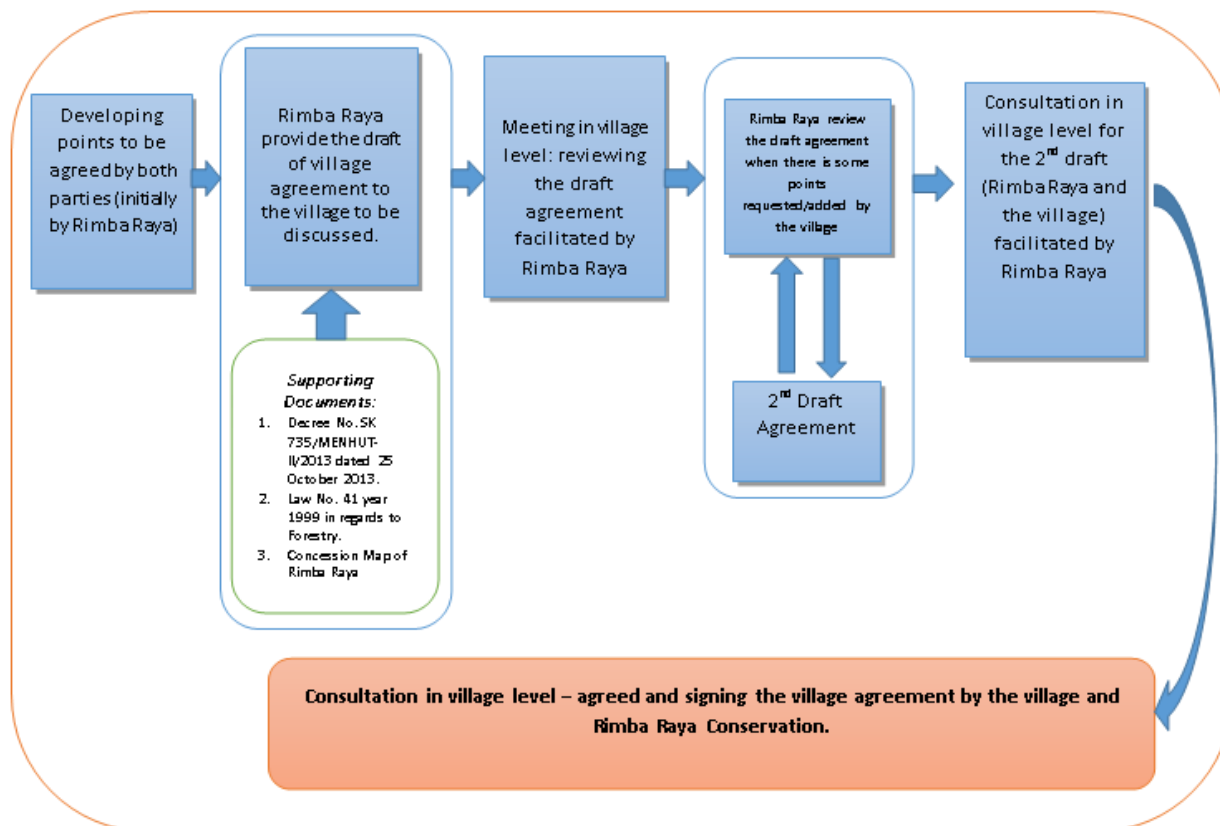 Developing
points to be
agreed by both
parties (initially
by Rimba Raya)
Rimba Raya
provide the draft
of village
agreement to
the village to be
discussed.
Supporting
Documents:
1. Decree No. SK
735/MENHUT-
II/2013 dated 25
October 2013.
2. Law No. 41 year
1999 in regards to
Forestry.
3. Concession Map of
Rimba Raya
Meeting in village
level: reviewing
the draft
agreement
facilitated by
Rimba Raya
Rimba Raya review
the draft agreement
when there is some
points
requested/added by
the village
2nd Draft
Agreement
Consultation in
village level for
the 2nd draft
(Rimba Raya and
the village)
facilitated by
Rimba Raya
Consultation in village level – agreed and signing the village agreement by the village and
Rimba Raya Conservation.